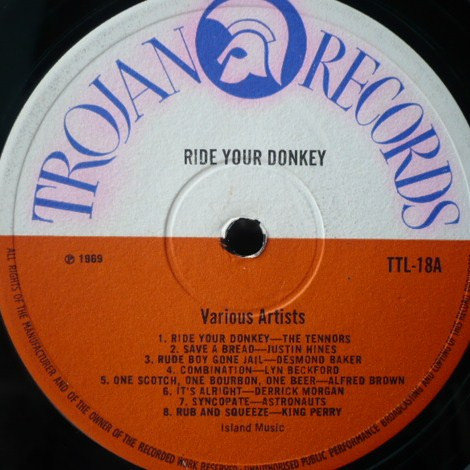 TROJAN RECORDS
RIDE YOUR DONKEY
℗ 1969
TTL-18A
Various Artists
1. RIDE YOUR DONKEY—THE TENNORS
2. SAVE A BREAD—JUSTIN HINES
3. RUDE BOY GONE JAIL—DESMOND BAKER
4. COMBINATION—LYN BECKFORD
5. ONE SCOTCH, ONE BOURBON, ONE BEER—ALFRED BROWN
6. IT'S ALRIGHT—DERRICK MORGAN
7. SYNCOPATE—ASTRONAUTS
8. RUB AND SQUEEZE—KING PERRY
Island Music
ALL RIGHTS OF THE MANUFACTURER AND OF THE OWNER OF THE RECORDED WORK RESERVED. UNAUTHORISED PUBLIC PERFORMANCE BROADCASTING AND COPYING OF THIS